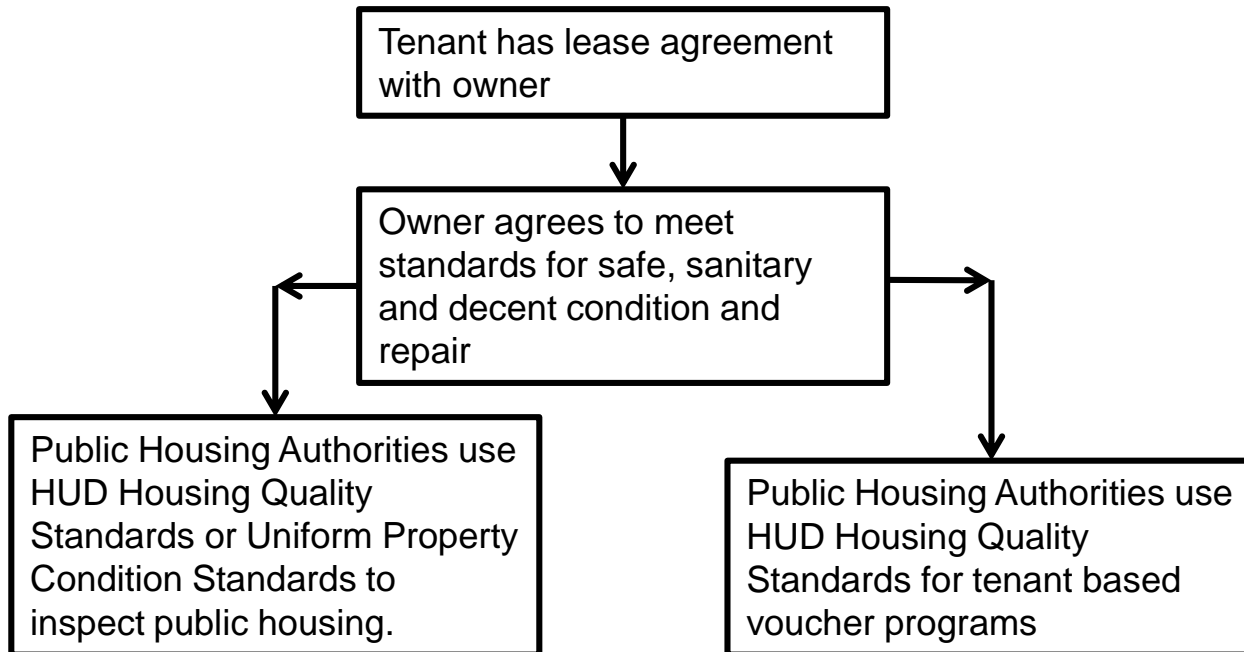 Tenant has lease agreement
with owner
Owner agrees to meet
standards for safe, sanitary
and decent condition and
repair
Public Housing Authorities use
HUD Housing Quality
Standards or Uniform Property
Condition Standards to
inspect public housing.
Public Housing Authorities use
HUD Housing Quality
Standards for tenant based
voucher programs